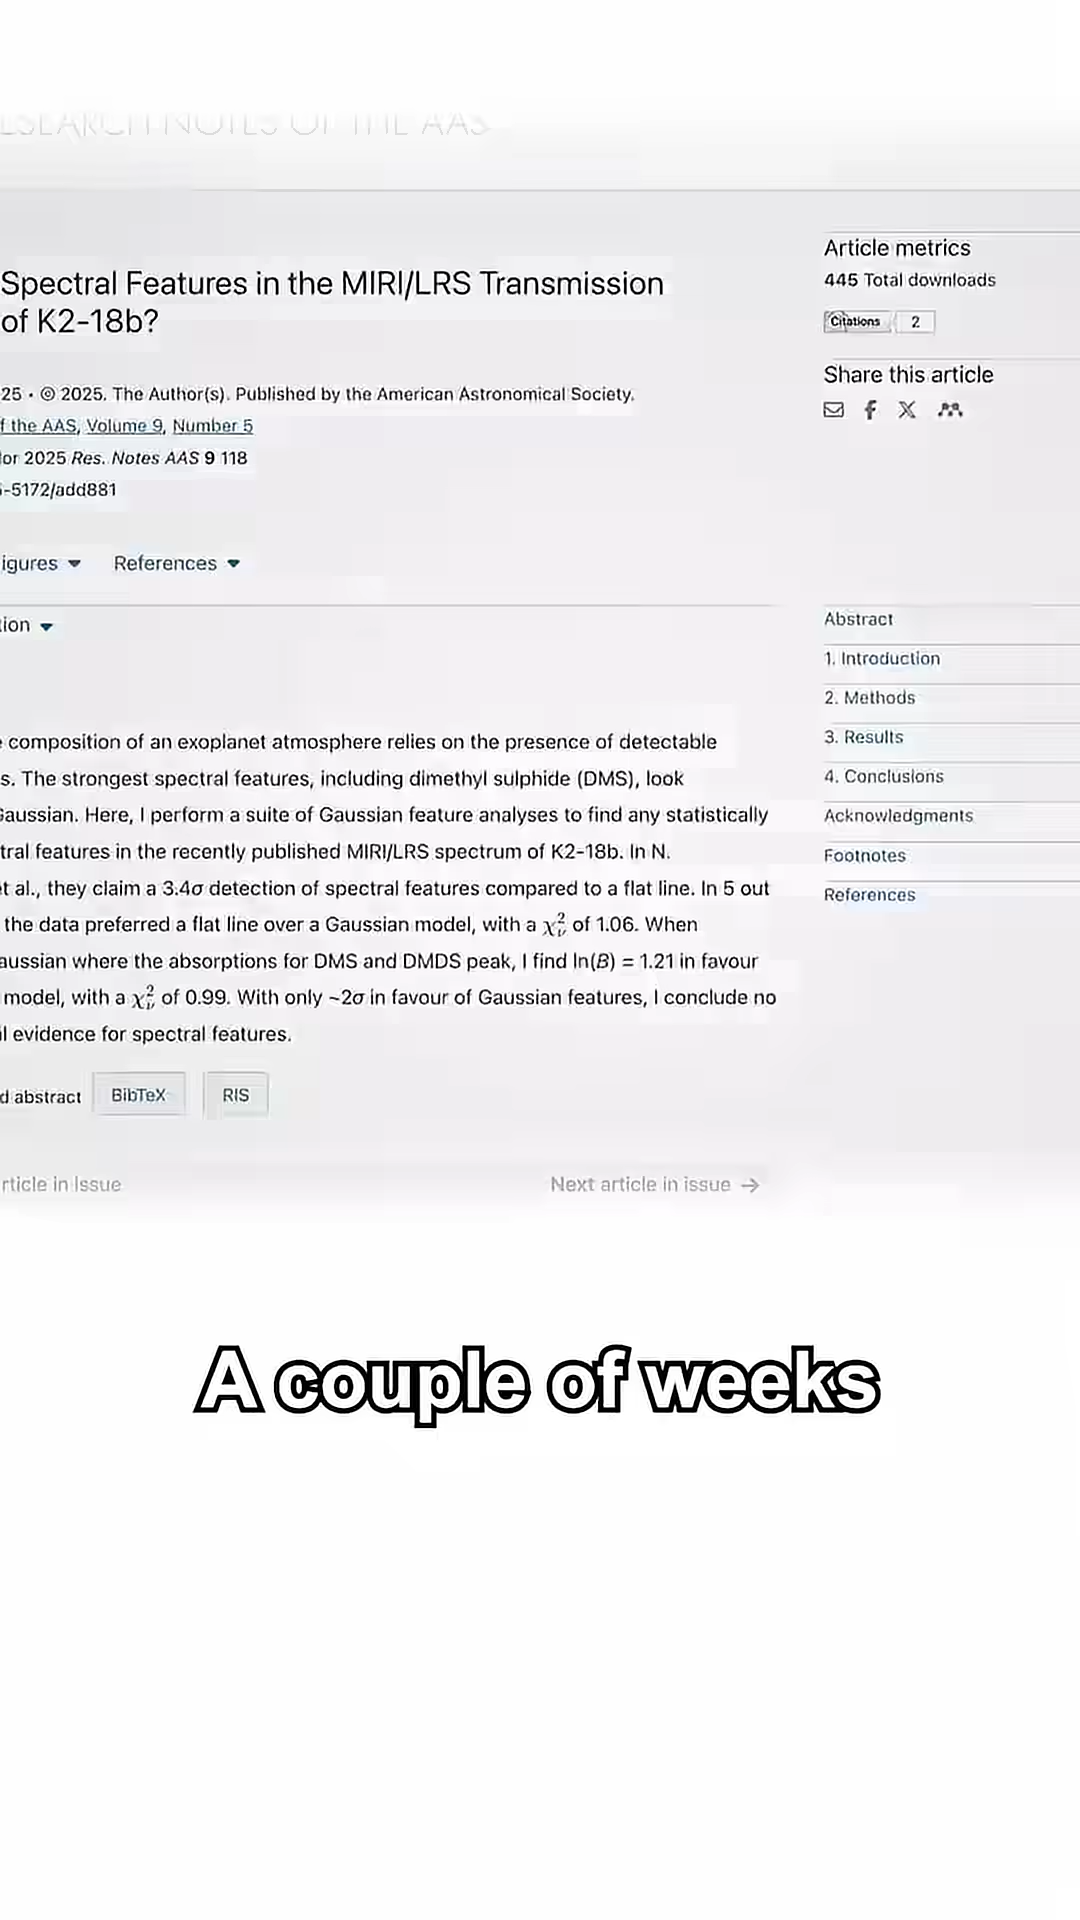 RESEARCH NOTES OF THE AAS
Spectral Features in the MIRI/LRS Transmission
of K2-18b?
25 • © 2025. The Author(s). Published by the American Astronomical Society.
f the AAS, Volume 9, Number 5
or 2025 Res. Notes AAS 9 118
-5172/add881
igures
References
tion
composition of an exoplanet atmosphere relies on the presence of detectable
s. The strongest spectral features, including dimethyl sulphide (DMS), look
Gaussian. Here, I perform a suite of Gaussian feature analyses to find any statistically
tral features in the recently published MIRI/LRS spectrum of K2-18b. In N.
et al., they claim a 3.4σ detection of spectral features compared to a flat line. In 5 out
the data preferred a flat line over a Gaussian model, with a χ²ᵥ of 1.06. When
aussian where the absorptions for DMS and DMDS peak, I find ln(B) = 1.21 in favour
model, with a χ²ᵥ of 0.99. With only ~2σ in favour of Gaussian features, I conclude no
l evidence for spectral features.
d abstract BibTeX RIS
rticle in issue
Next article in issue →
Article metrics
445 Total downloads
Citations 2
Share this article
Abstract
1. Introduction
2. Methods
3. Results
4. Conclusions
Acknowledgments
Footnotes
References
A couple of weeks